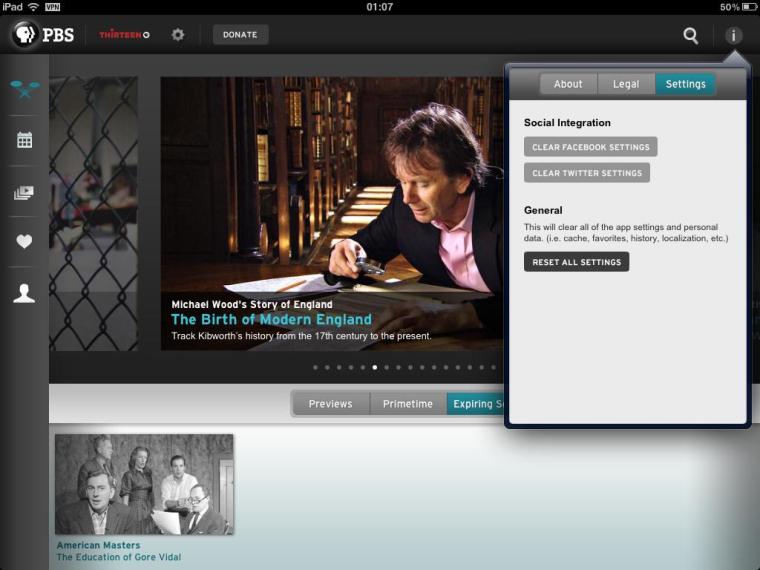 iPad VPN 01:07 50%
PBS THIRTEEN DONATE i
About Legal Settings
Social Integration
CLEAR FACEBOOK SETTINGS
CLEAR TWITTER SETTINGS
General
This will clear all of the app settings and personal
data. (i.e. cache, favorites, history, localization, etc.)
RESET ALL SETTINGS
Michael Wood's Story of England
The Birth of Modern England
Track Kibworth's history from the 17th century to the present.
Previews Primetime Expiring S
American Masters
The Education of Gore Vidal